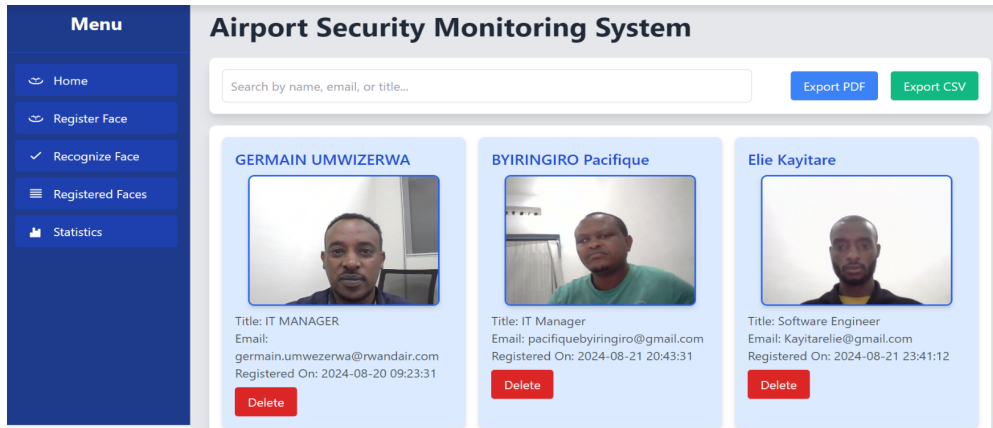 Menu
Home
Register Face
Recognize Face
Registered Faces
Statistics
Airport Security Monitoring System
Search by name, email, or title...
Export PDF
Export CSV
GERMAIN UMWIZERWA
Title: IT MANAGER
Email:
germain.umwezerwa@rwandair.com
Registered On: 2024-08-20 09:23:31
Delete
BYIRINGIRO Pacifique
Title: IT Manager
Email: pacifiquebyiringiro@gmail.com
Registered On: 2024-08-21 20:43:31
Delete
Elie Kayitare
Title: Software Engineer
Email: Kayitarelie@gmail.com
Registered On: 2024-08-21 23:41:12
Delete